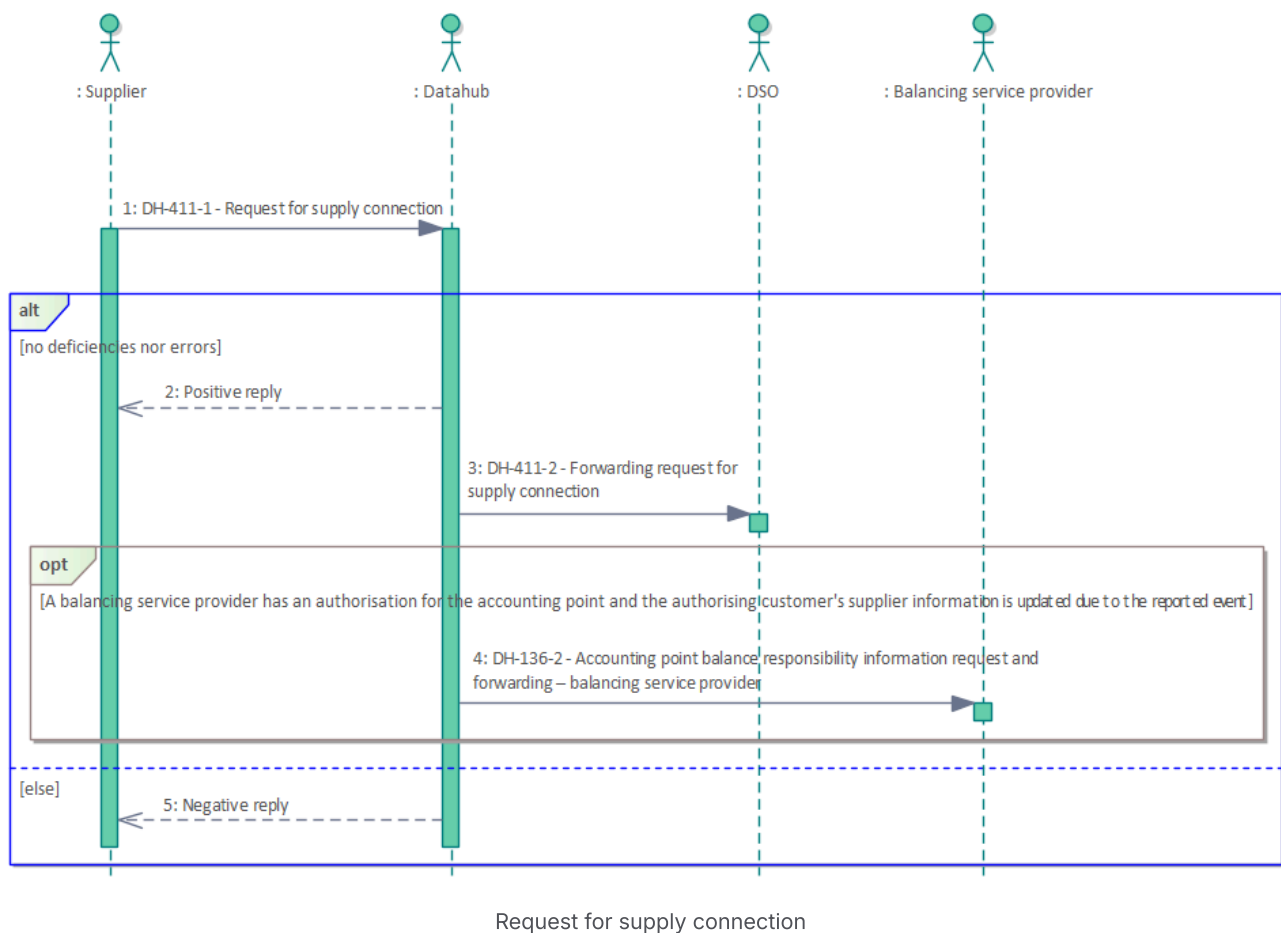 : Supplier
: Datahub
: DSO
: Balancing service provider
1: DH-411-1 - Request for supply connection
alt
[no deficiencies nor errors]
2: Positive reply
3: DH-411-2 - Forwarding request for
supply connection
opt
[A balancing service provider has an authorisation for the accounting point and the authorising customer's supplier information is updated due to the reported event]
4: DH-136-2 - Accounting point balance responsibility information request and
forwarding – balancing service provider
[else]
5: Negative reply
Request for supply connection